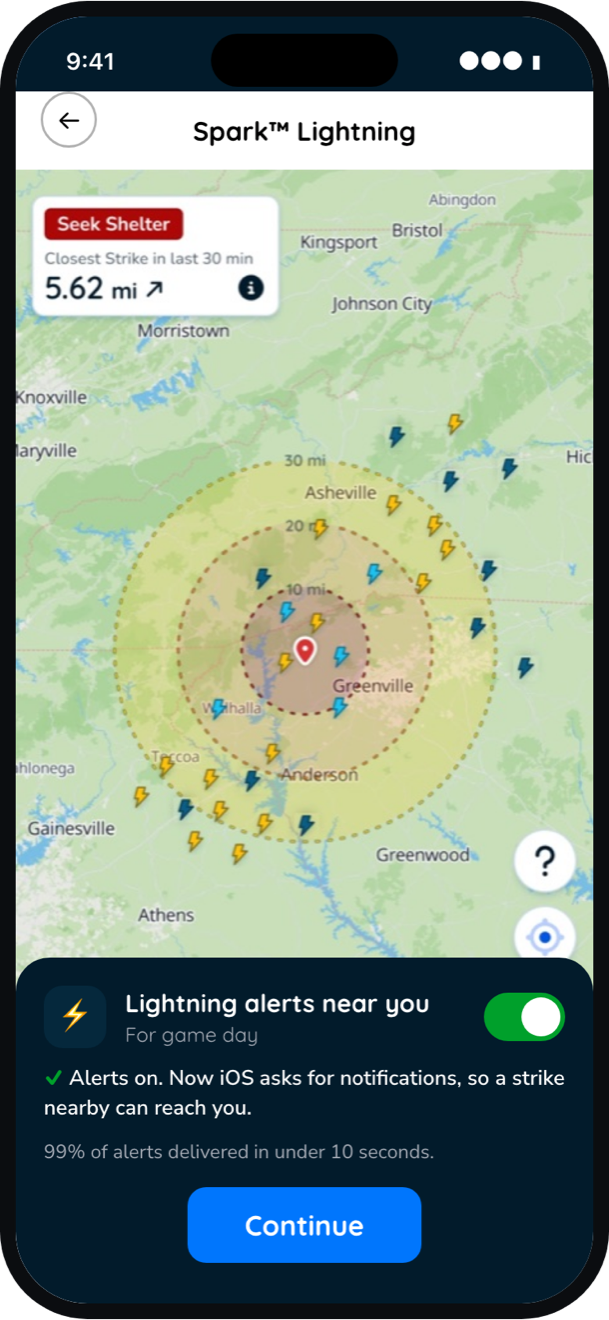 9:41
Spark™ Lightning
Abingdon
Seek Shelter
Bristol
Kingsport
Closest Strike in last 30 min
5.62 mi ↗
Johnson City
Morristown
Knoxville
Maryville
Hic
30 mi
Asheville
20 m
10 mi
Greenville
Walhalla
Toccoa
ahlonega
Anderson
Gainesville
Greenwood
?
Athens
Lightning alerts near you
For game day
✓ Alerts on. Now iOS asks for notifications, so a strike
nearby can reach you.
99% of alerts delivered in under 10 seconds.
Continue